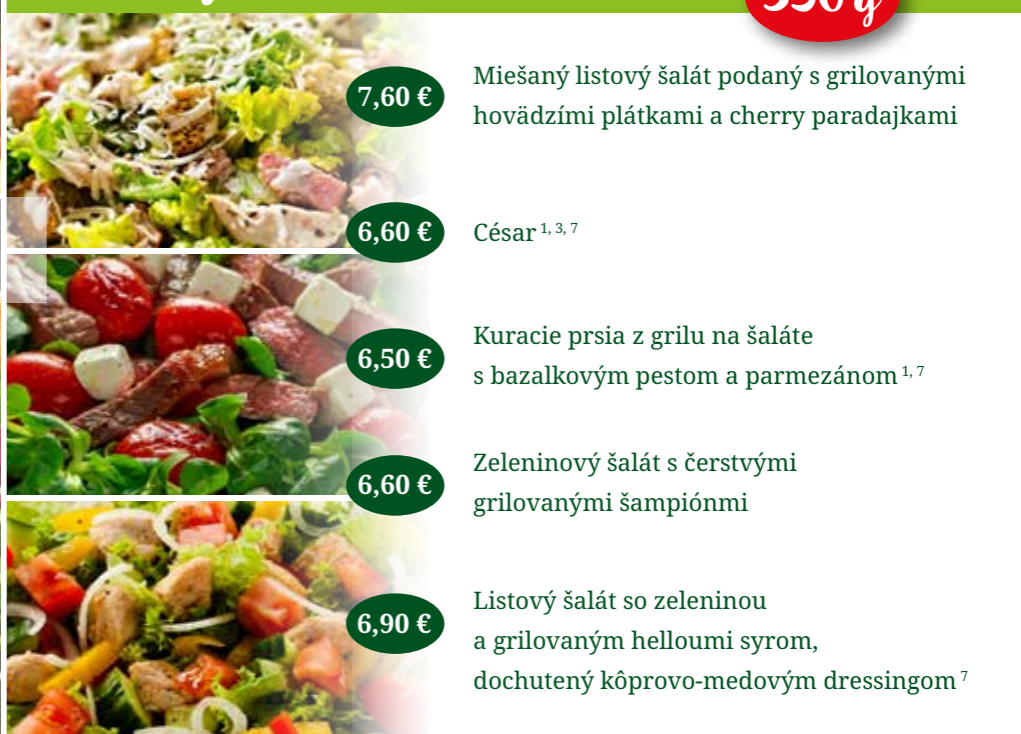 7,60 €
Miešaný listový šalát podaný s grilovanými
hovädzími plátkami a cherry paradajkami
6,60 €
César 1, 3, 7
6,50 €
Kuracie prsia z grilu na šaláte
s bazalkovým pestom a parmezánom 1, 7
6,60 €
Zeleninový šalát s čerstvými
grilovanými šampiónmi
6,90 €
Listový šalát so zeleninou
a grilovaným helloumi syrom,
dochutený kôprovo-medovým dressingom 7